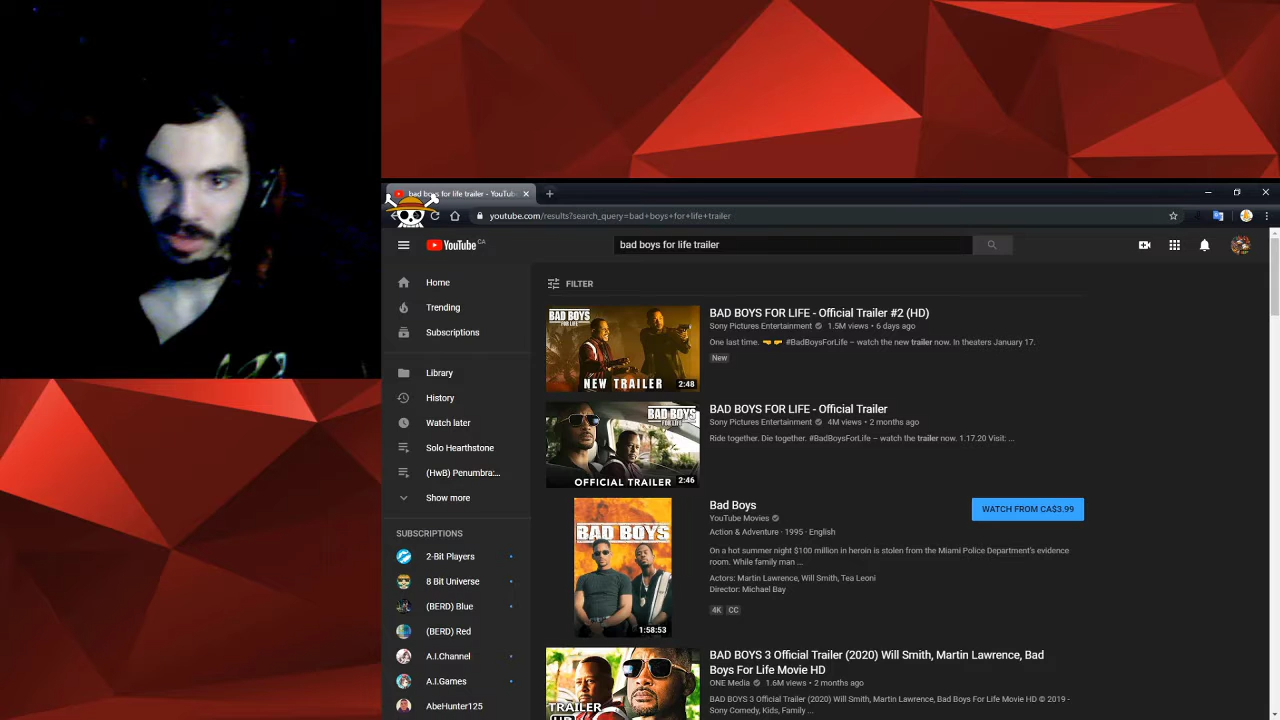 bad boys for life trailer - YouTub
youtube.com/results?search_query=bad+boys+for+life+trailer
YouTube CA
bad boys for life trailer
Home
Trending
Subscriptions
Library
History
Watch later
Solo Hearthstone
(HwB) Penumbra:...
Show more
SUBSCRIPTIONS
2-Bit Players
8 Bit Universe
(BERD) Blue
(BERD) Red
A.I.Channel
A.I.Games
AbeHunter125
FILTER
BAD BOYS
FOR LIFE
NEW TRAILER
2:48
BAD BOYS FOR LIFE - Official Trailer #2 (HD)
Sony Pictures Entertainment 1.5M views • 6 days ago
One last time. #BadBoysForLife – watch the new trailer now. In theaters January 17.
New
BAD BOYS
FOR LIFE
OFFICIAL TRAILER
2:46
BAD BOYS FOR LIFE - Official Trailer
Sony Pictures Entertainment 4M views • 2 months ago
Ride together. Die together. #BadBoysForLife – watch the trailer now. 1.17.20 Visit: ...
BAD BOYS
1:58:53
Bad Boys
YouTube Movies
Action & Adventure · 1995 · English
On a hot summer night $100 million in heroin is stolen from the Miami Police Department's evidence
room. While family man ...
Actors: Martin Lawrence, Will Smith, Tea Leoni
Director: Michael Bay
4K CC
WATCH FROM CA$3.99
TRAILER
HD
BAD BOYS 3 Official Trailer (2020) Will Smith, Martin Lawrence, Bad
Boys For Life Movie HD
ONE Media 1.6M views • 2 months ago
BAD BOYS 3 Official Trailer (2020) Will Smith, Martin Lawrence, Bad Boys For Life Movie HD © 2019 -
Sony Comedy, Kids, Family ...